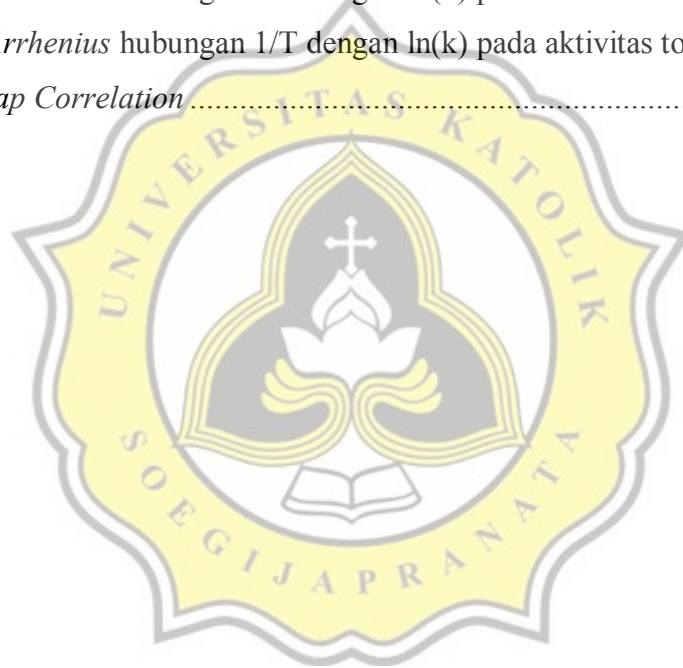 rrhenius hubungan 1/T dengan ln(k) pada aktivitas to
ap Correlation
UNIVERSITAS KATOLIK
SOEGIJAPRANATA